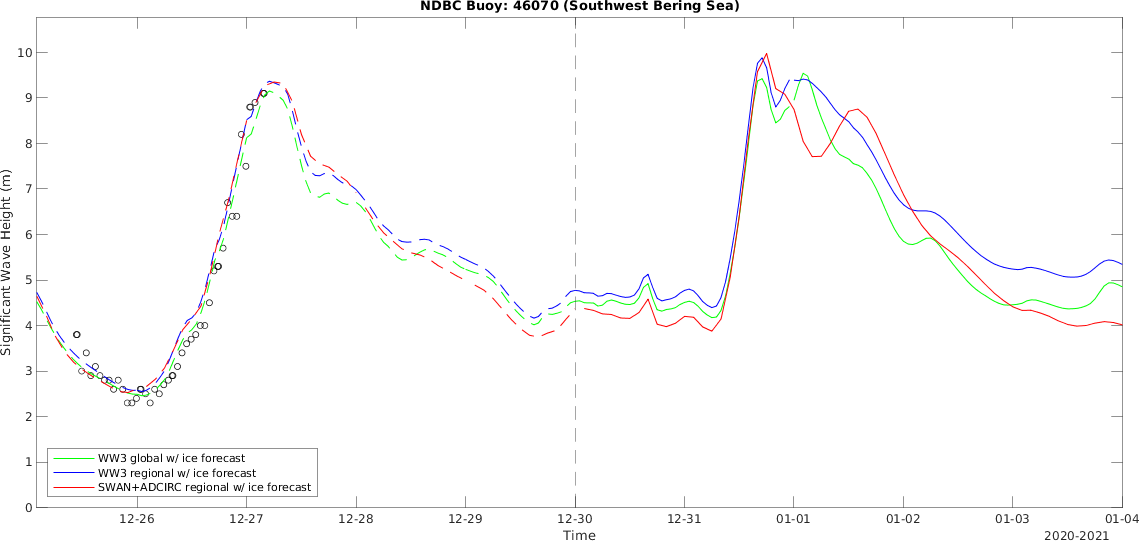 NDBC Buoy: 46070 (Southwest Bering Sea)
10
9
8
7
6
5
4
3
2
1
0
Significant Wave Height (m)
WW3 global w/ ice forecast
WW3 regional w/ ice forecast
SWAN+ADCIRC regional w/ ice forecast
12-26 12-27 12-28 12-29 12-30 12-31 01-01 01-02 01-03 01-04
Time
2020-2021